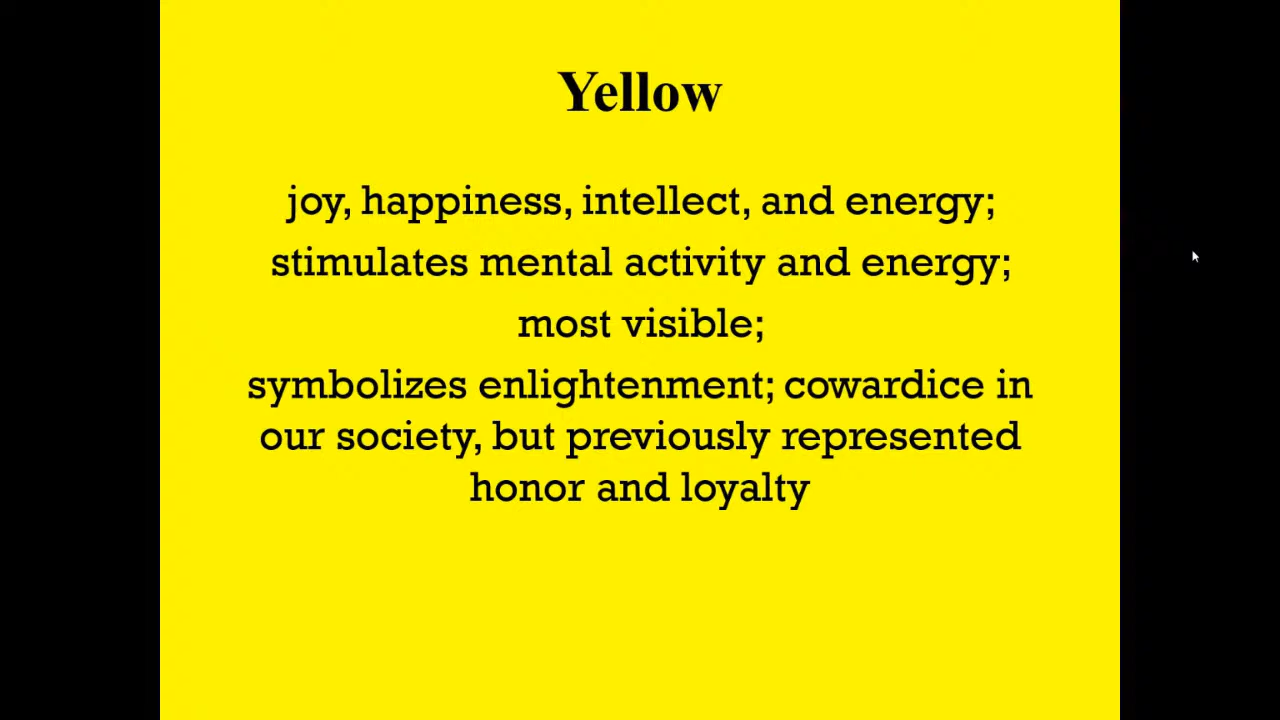 Yellow
joy, happiness, intellect, and energy;
stimulates mental activity and energy;
most visible;
symbolizes enlightenment; cowardice in
our society, but previously represented
honor and loyalty